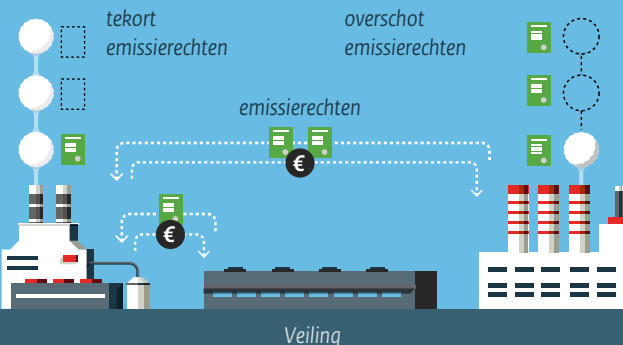 tekort
emissierechten
overschot
emissierechten
emissierechten
€
€
Veiling